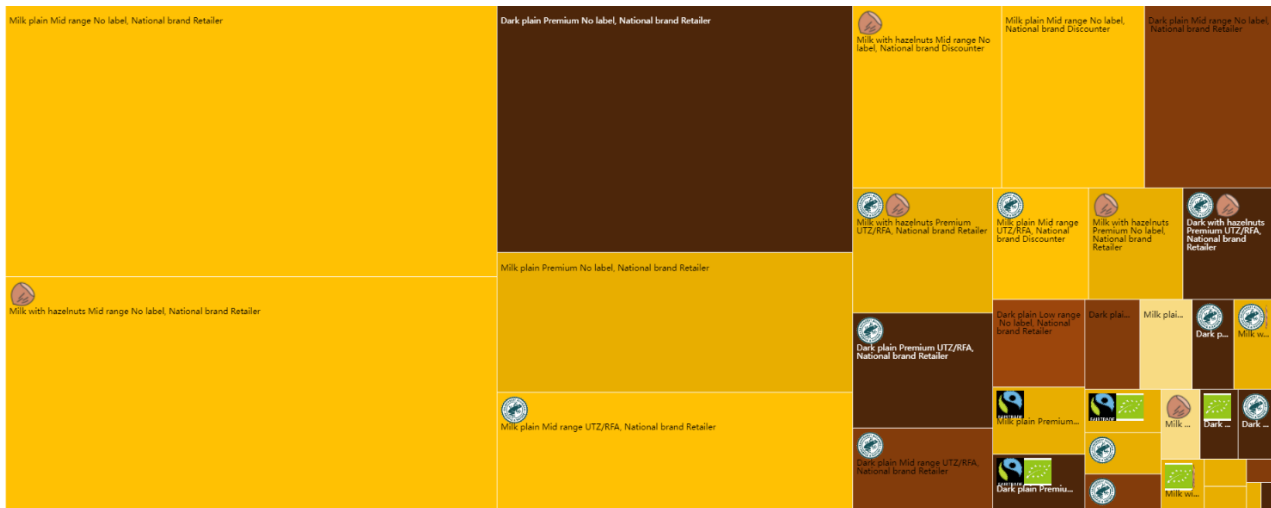 Milk plain Mid range No label, National brand Retailer
Milk with hazelnuts Mid range No label, National brand Retailer
Dark plain Premium No label, National brand Retailer
Milk plain Premium No label, National brand Retailer
Milk plain Mid range UTZ/RFA, National brand Retailer
Milk with hazelnuts Mid range No
label, National brand Discounter
Milk plain Mid range No label,
National brand Discounter
Dark plain Mid range No label,
National brand Retailer
Milk with hazelnuts Premium
UTZ/RFA, National brand Retailer
Milk plain Mid range
UTZ/RFA, National
brand Discounter
Milk with hazelnuts
Premium No label,
National brand
Retailer
Dark with hazelnuts
Premium UTZ/RFA,
National brand
Retailer
Dark plain Premium UTZ/RFA,
National brand Retailer
Dark plain Low range
No label, National
brand Retailer
Dark plai...
Milk plai...
Dark p...
Milk w...
Dark plain Mid range UTZ/RFA,
National brand Retailer
FAIRTRADE
Milk plain Premium...
FAIRTRADE
Milk ...
Dark ...
Dark ...
FAIRTRADE
Dark plain Premiu...
Milk wi...